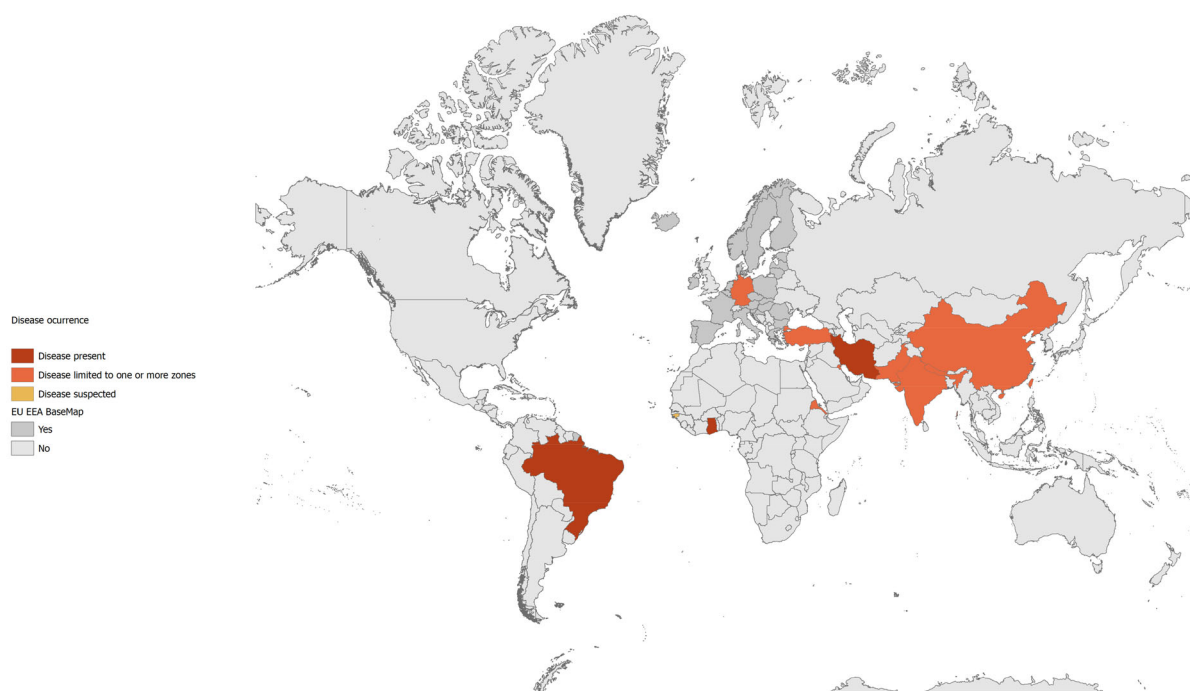 Disease ocurrence
Disease present
Disease limited to one or more zones
Disease suspected
EU EEA BaseMap
Yes
No